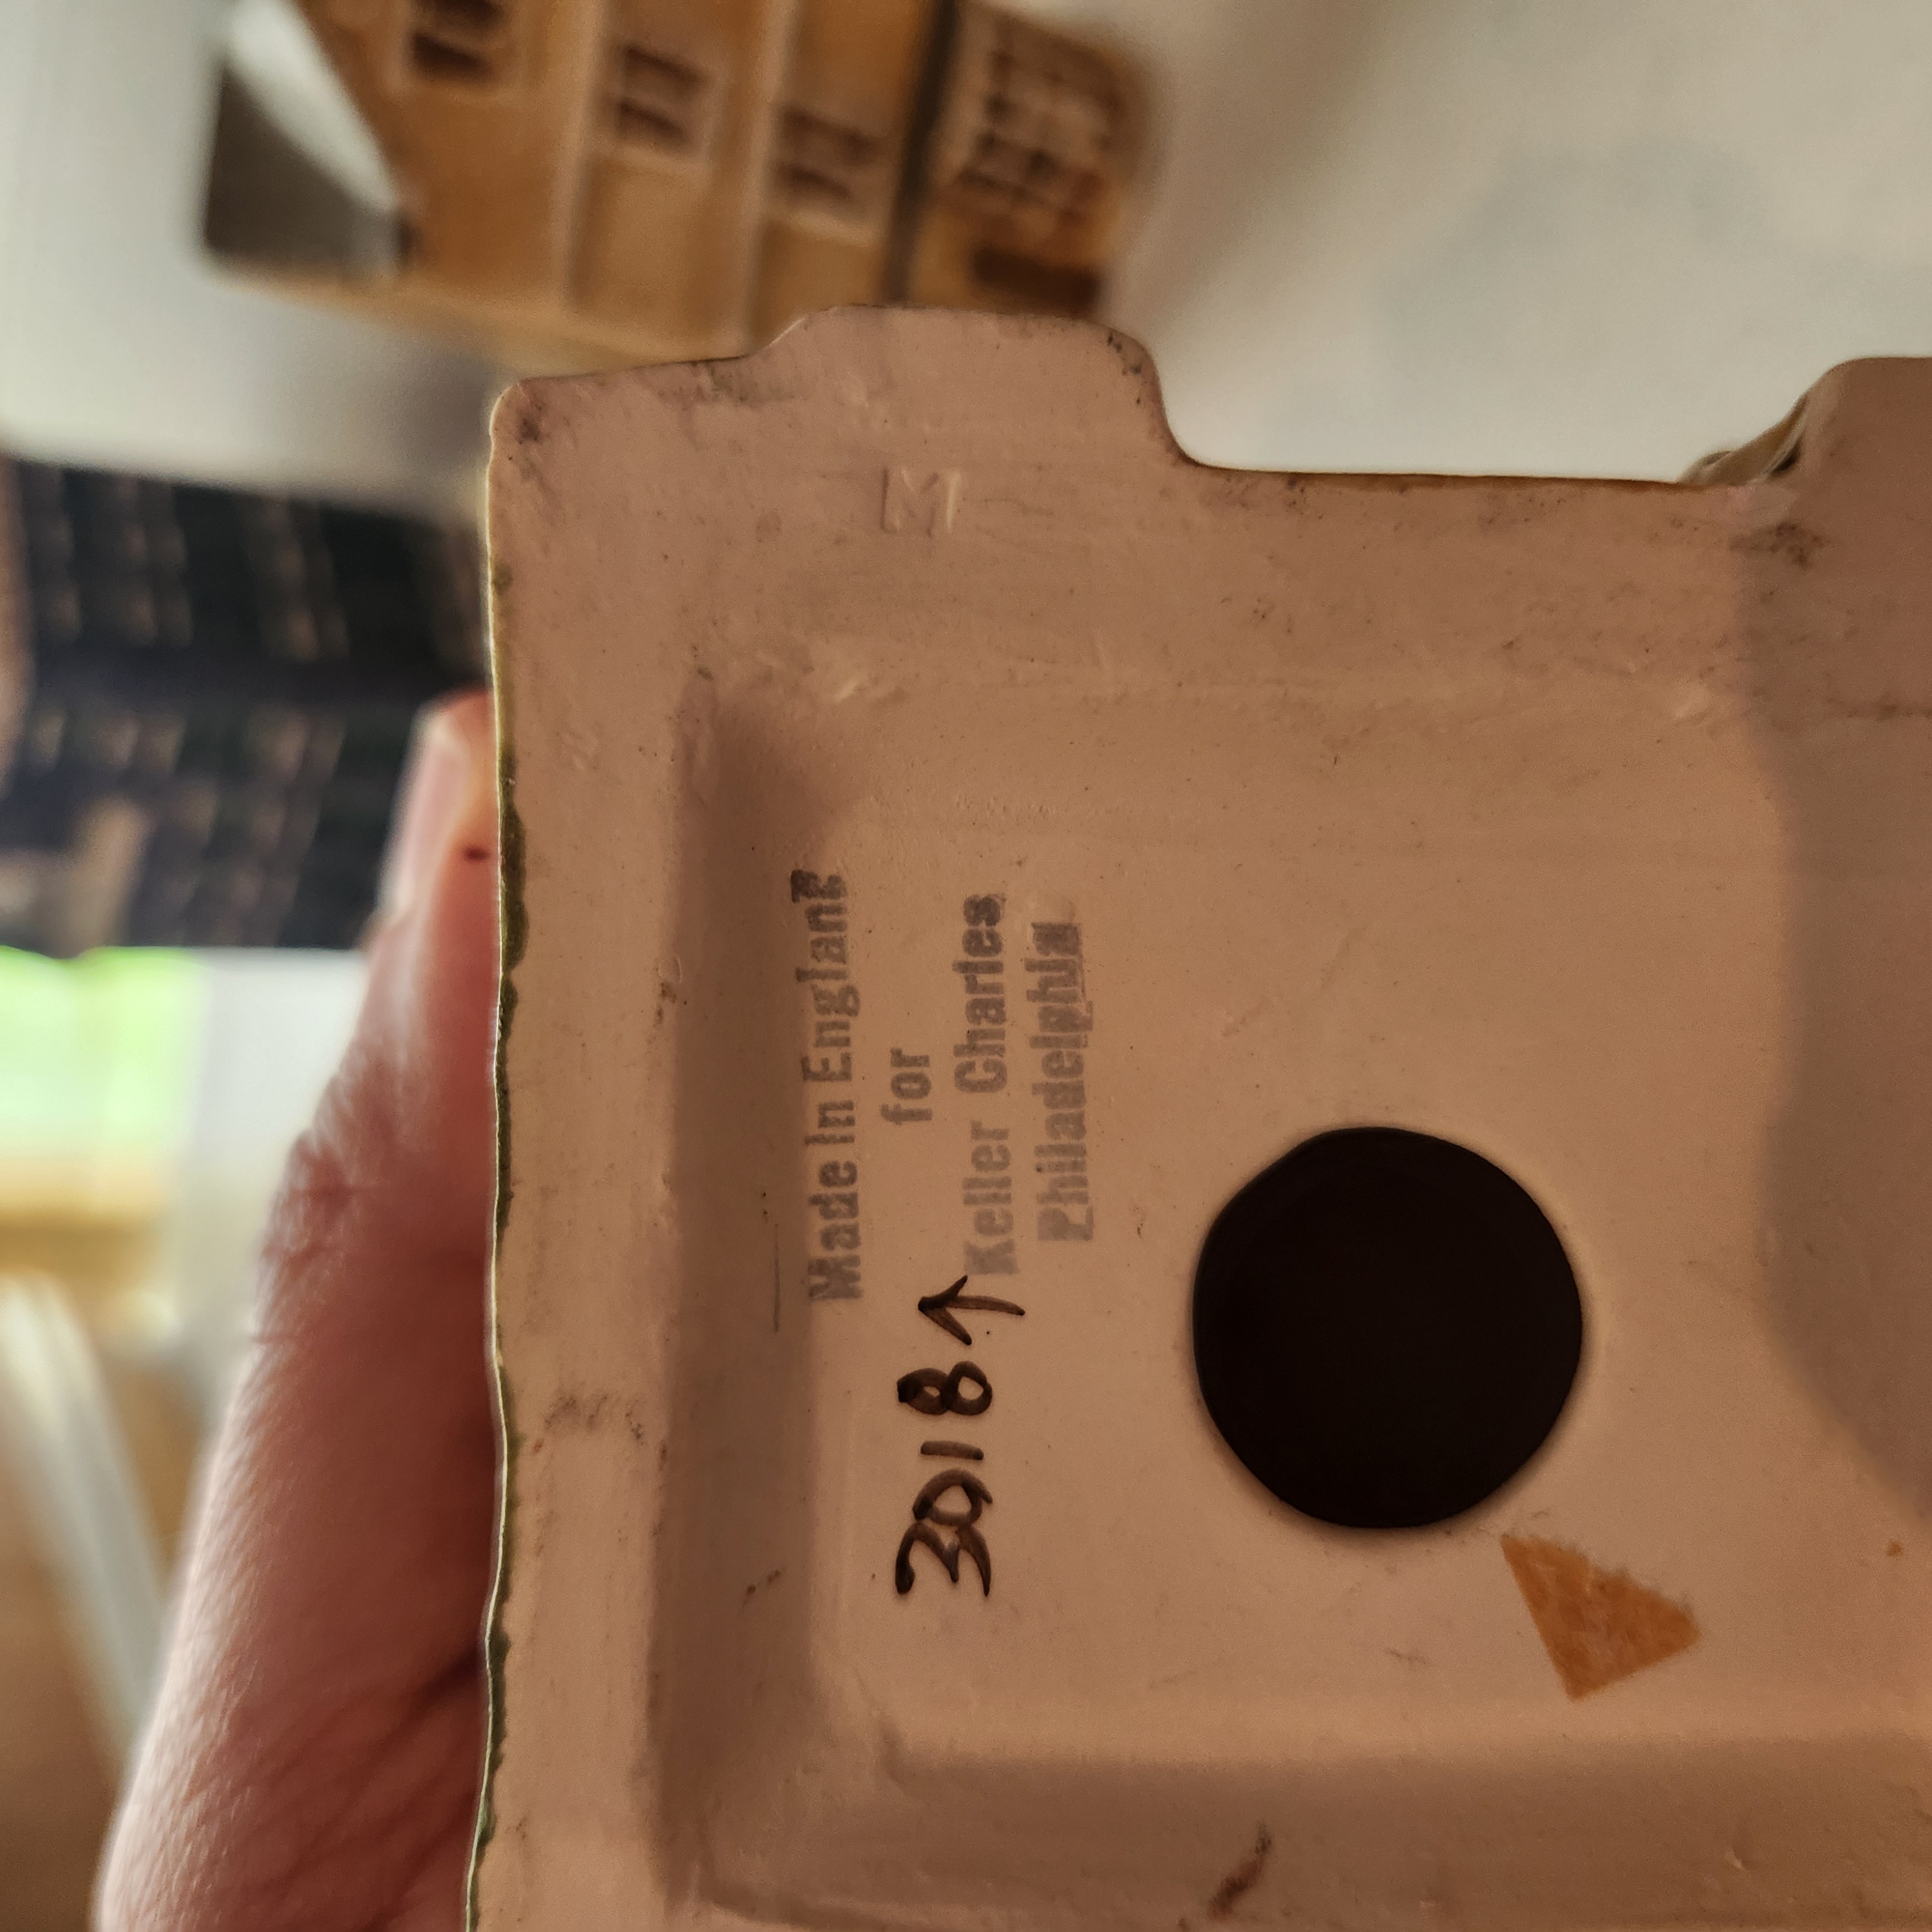 M
Made in England
for
Keller Charles
Philadelphia
3018↑